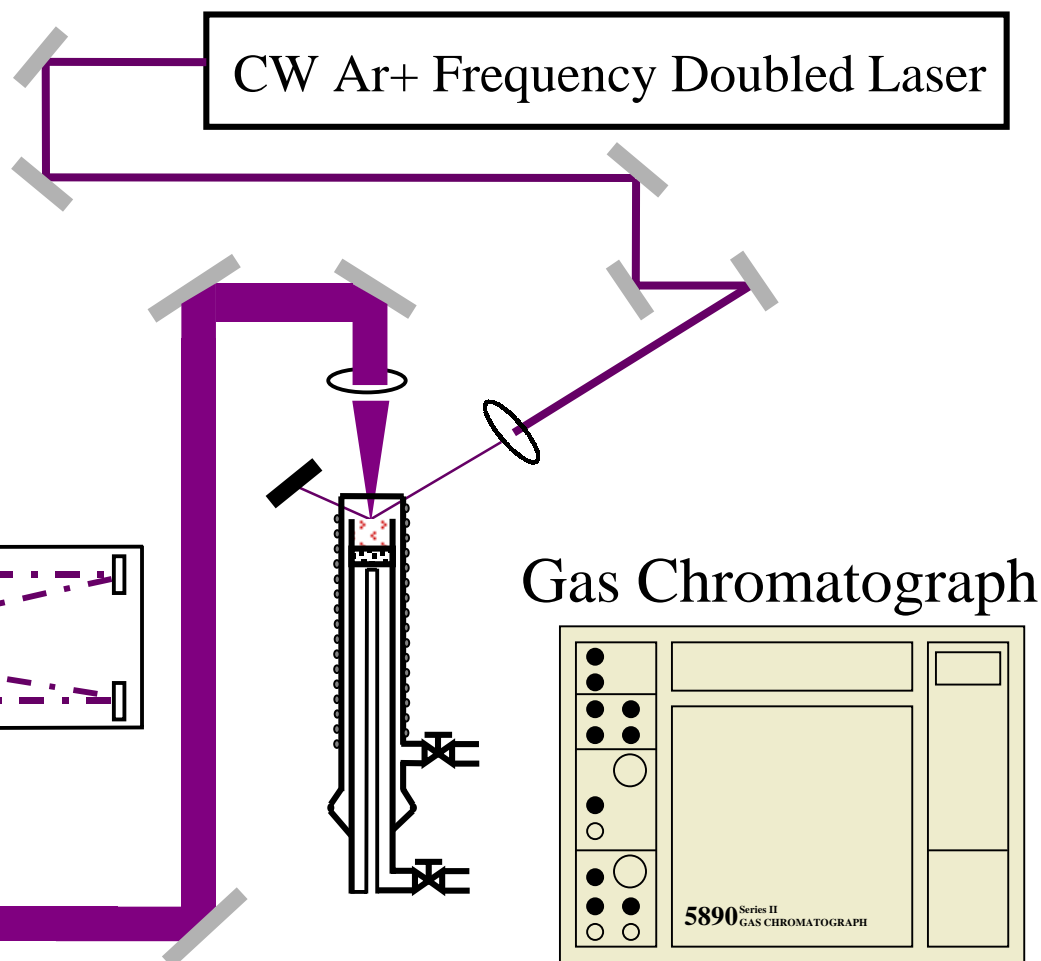 CW Ar+ Frequency Doubled Laser
Gas Chromatograph
5890 Series II
GAS CHROMATOGRAPH